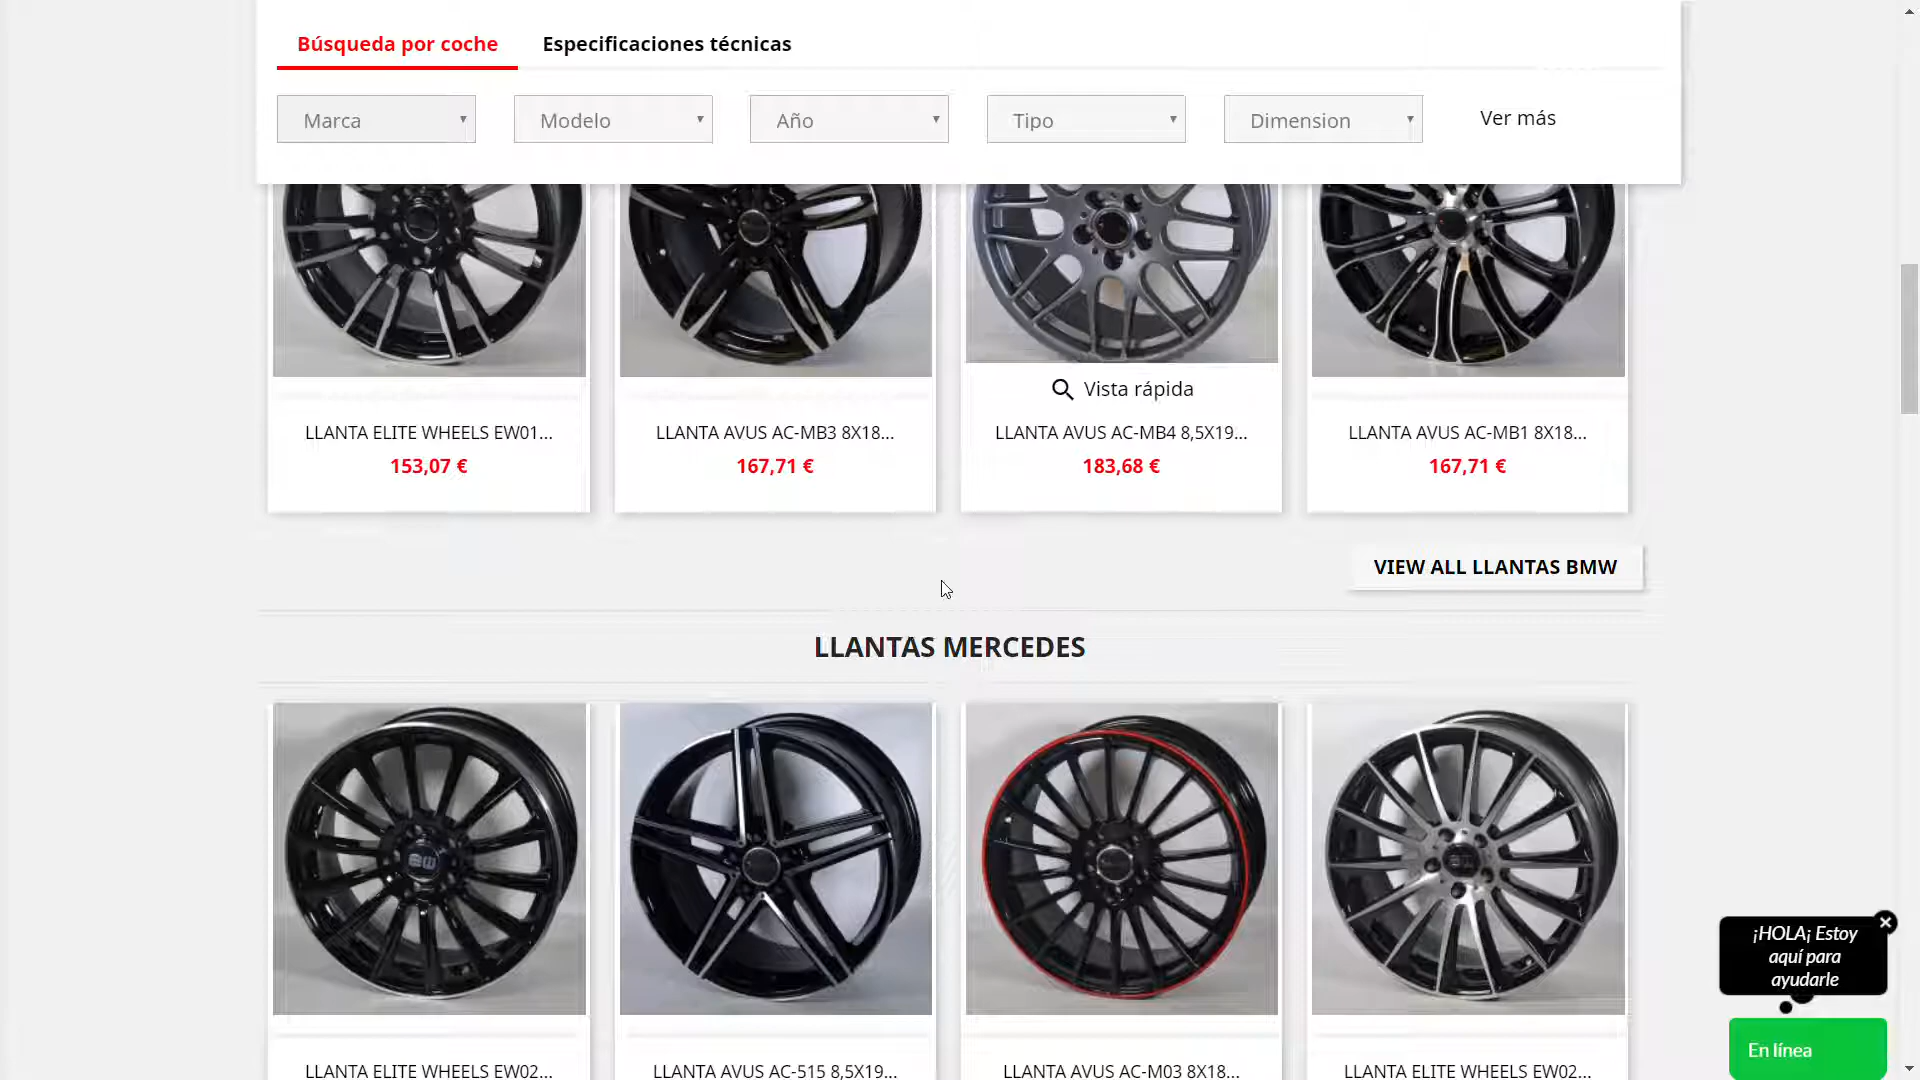 Búsqueda por coche
Especificaciones técnicas
Marca
Modelo
Año
Tipo
Dimension
Ver más
Vista rápida
LLANTA ELITE WHEELS EW01...
LLANTA AVUS AC-MB3 8X18...
LLANTA AVUS AC-MB4 8,5X19...
LLANTA AVUS AC-MB1 8X18...
153,07 €
167,71 €
183,68 €
167,71 €
VIEW ALL LLANTAS BMW
LLANTAS MERCEDES
LLANTA ELITE WHEELS EW02...
LLANTA AVUS AC-515 8,5X19...
LLANTA AVUS AC-M03 8X18...
LLANTA ELITE WHEELS EW02...
¡HOLA¡ Estoy
aquí para
ayudarle
En línea